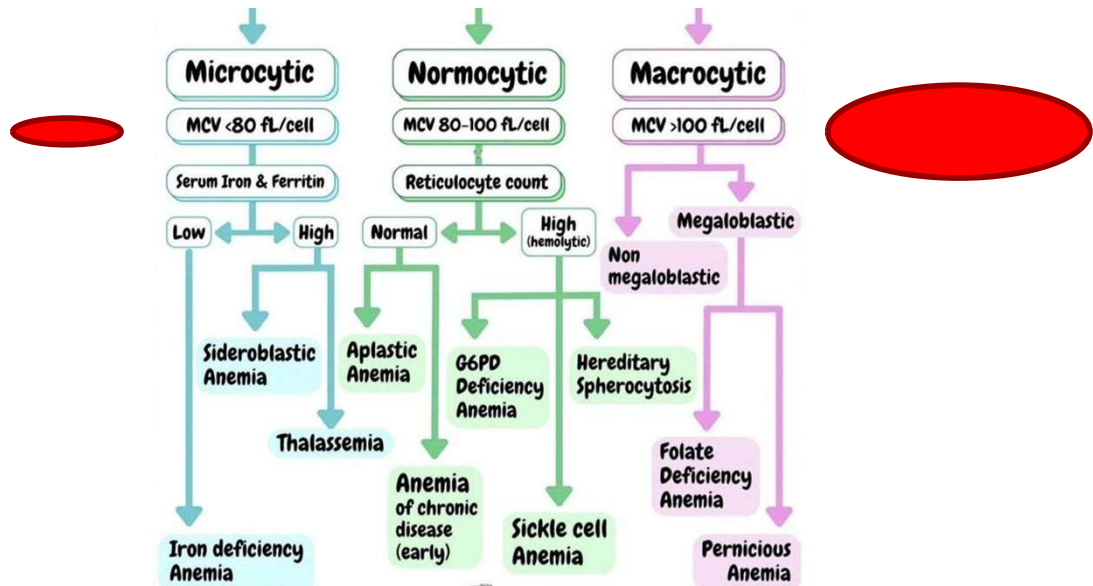 Microcytic
Normocytic
Macrocytic
MCV <80 fL/cell
MCV 80-100 fL/cell
MCV >100 fL/cell
Serum Iron & Ferritin
Reticulocyte count
Low
High
Normal
High
(hemolytic)
Megaloblastic
Non
megaloblastic
Sideroblastic
Anemia
Aplastic
Anemia
G6PD
Deficiency
Anemia
Hereditary
Spherocytosis
Thalassemia
Folate
Deficiency
Anemia
Anemia
of chronic
disease
(early)
Sickle cell
Anemia
Iron deficiency
Anemia
Pernicious
Anemia